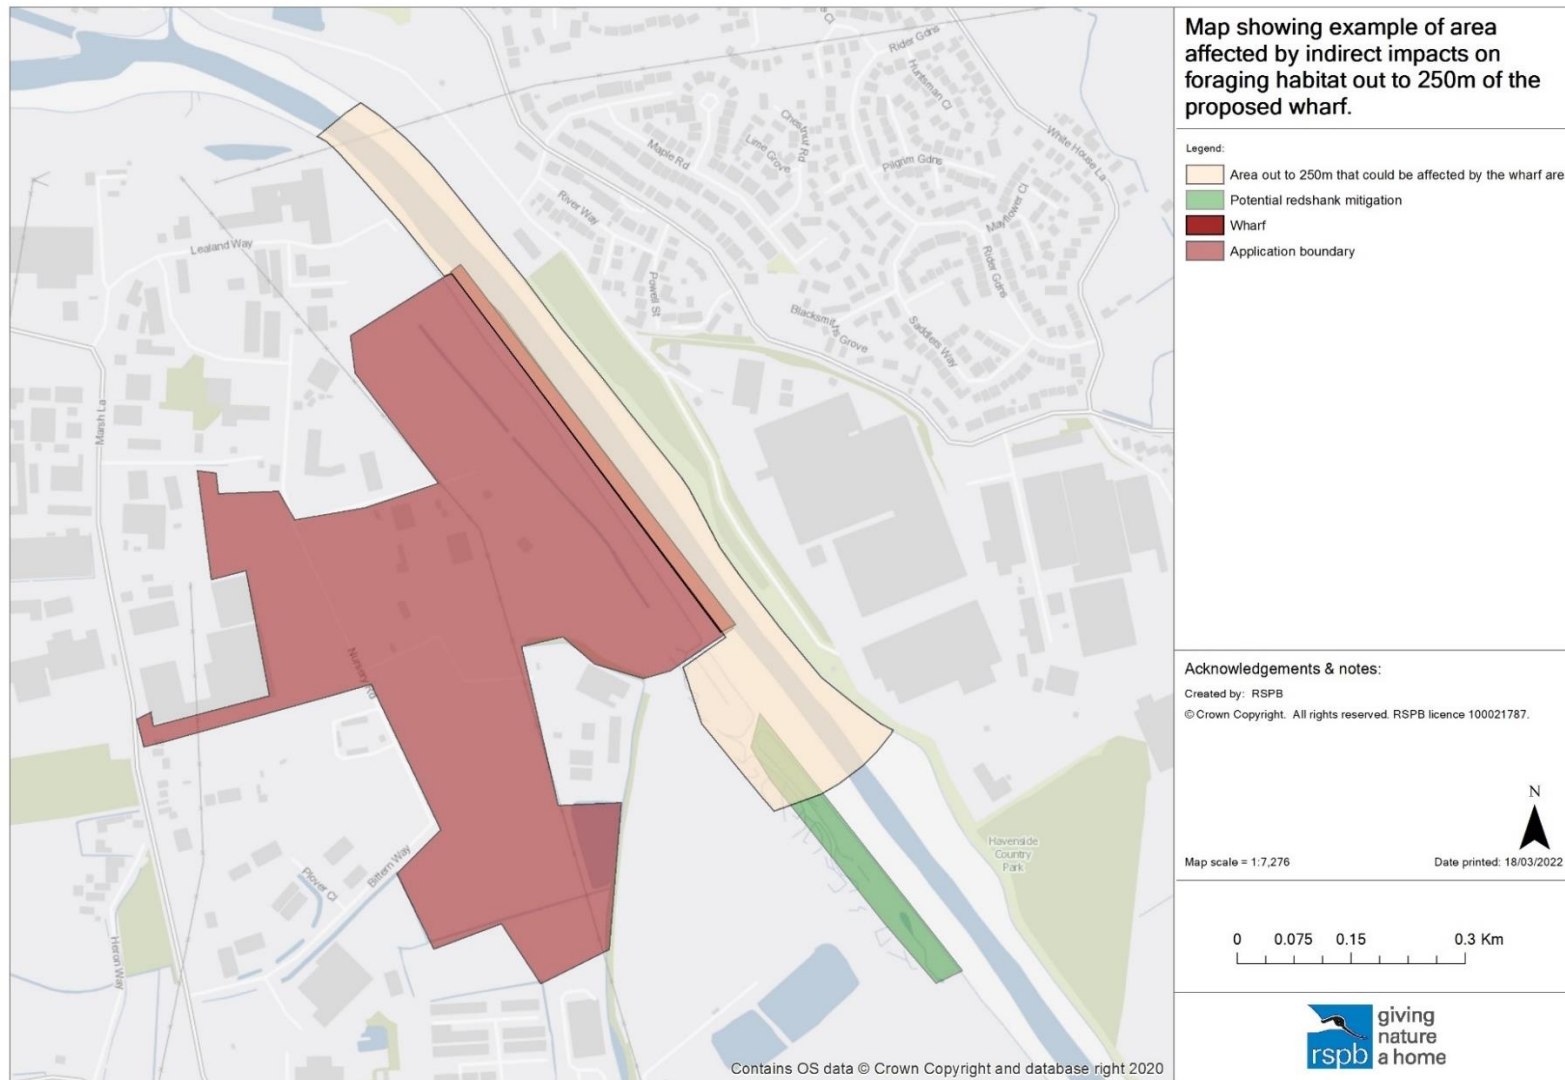 Map showing example of area
affected by indirect impacts on
foraging habitat out to 250m of the
proposed wharf.
Legend:
Area out to 250m that could be affected by the wharf are
Potential redshank mitigation
Wharf
Application boundary
Acknowledgements & notes:
Created by: RSPB
© Crown Copyright. All rights reserved. RSPB licence 100021787.
N
Map scale = 1:7,276
Date printed: 18/03/2022
0 0.075 0.15 0.3 Km
rspb
giving
nature
a home
Rider Gdns
Huntsman Cl
Chestnut Rd
Lime Grove
Maple Rd
Pilgrim Gdns
White House La
Mayflower Cl
Rider Gdns
River Way
Lealand Way
Powell St
Blacksmiths Grove
Saddlers Way
Marsh La
Nursery Rd
Bittern Way
Plover Cl
Heron Way
Havenside
Country
Park
Contains OS data © Crown Copyright and database right 2020